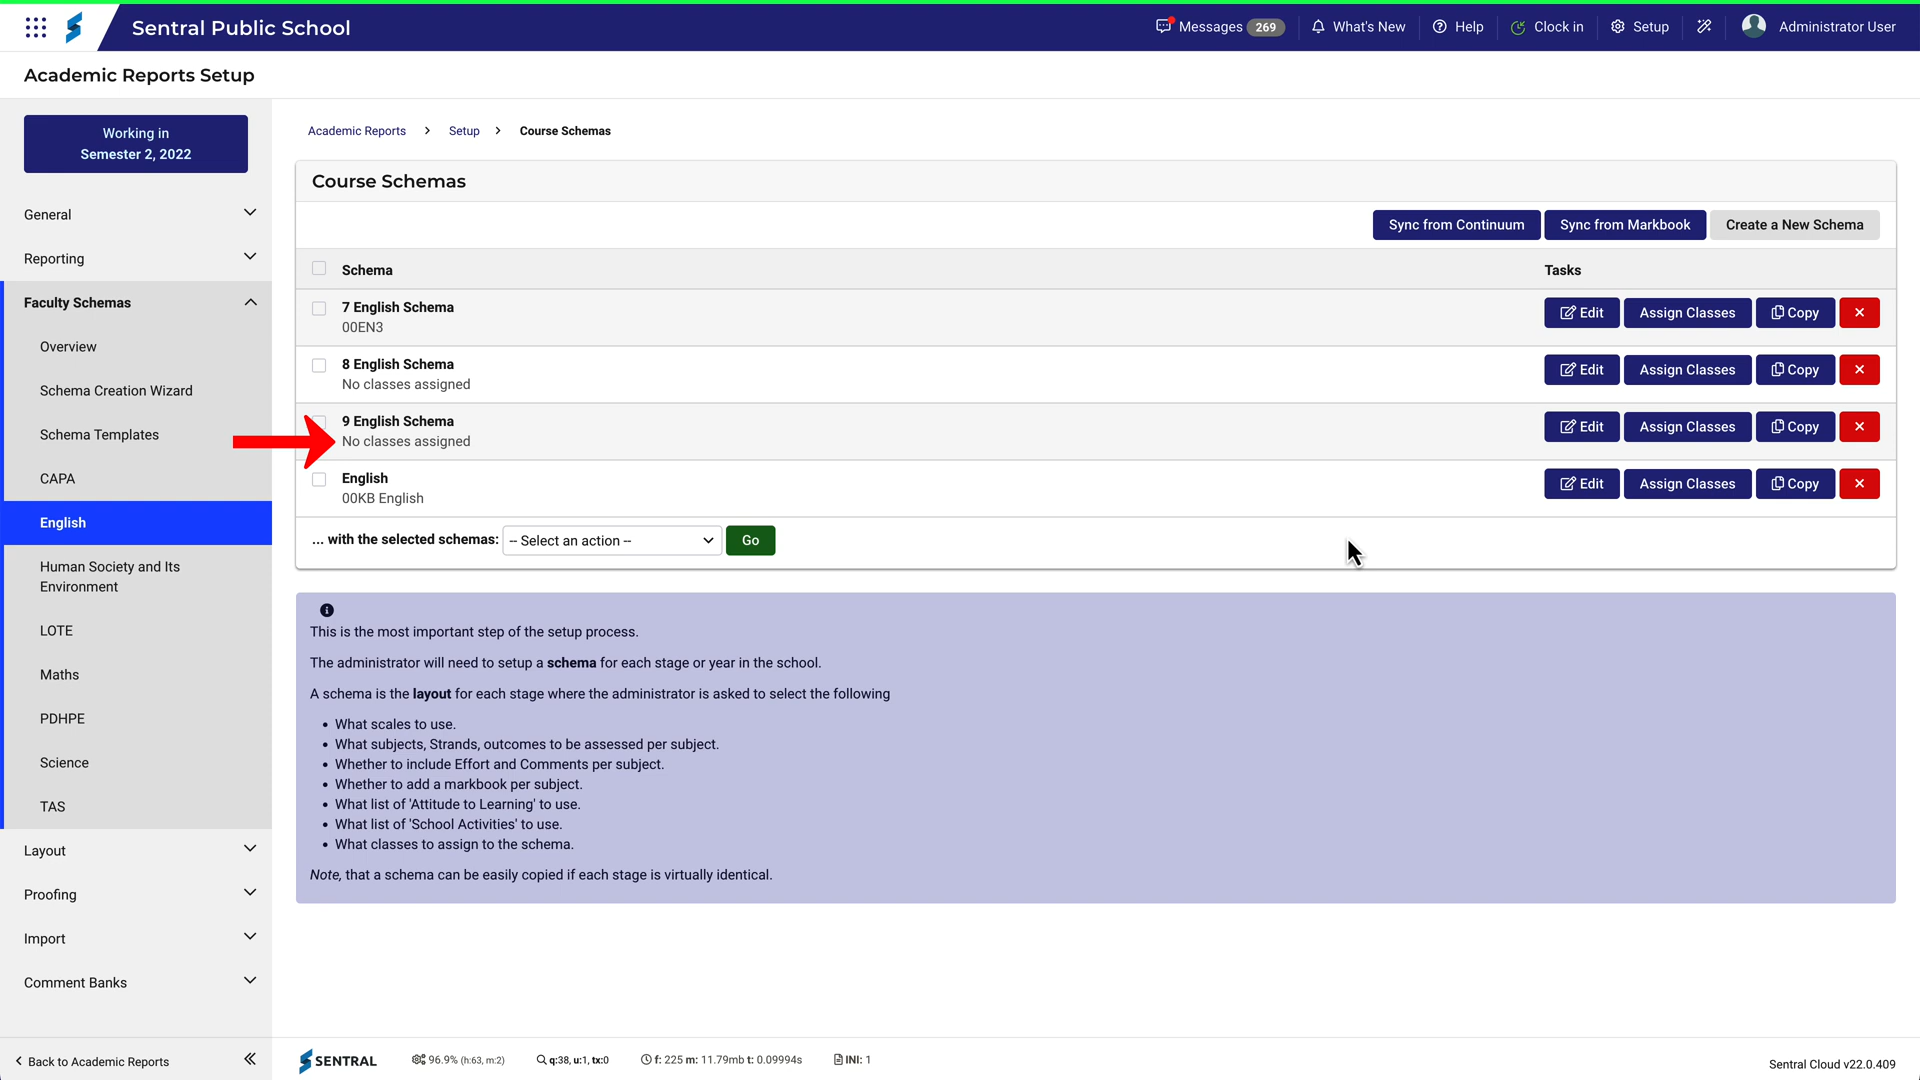 Sentral Public School
Messages 269
What's New
Help
Clock in
Setup
Administrator User
Academic Reports Setup
Working in
Semester 2, 2022
General
Reporting
Faculty Schemas
Overview
Schema Creation Wizard
Schema Templates
CAPA
English
Human Society and Its
Environment
LOTE
Maths
PDHPE
Science
TAS
Layout
Proofing
Import
Comment Banks
Back to Academic Reports
Academic Reports > Setup > Course Schemas
Course Schemas
Sync from Continuum Sync from Markbook Create a New Schema
Schema Tasks
7 English Schema
00EN3
Edit Assign Classes Copy ×
8 English Schema
No classes assigned
Edit Assign Classes Copy ×
9 English Schema
No classes assigned
Edit Assign Classes Copy ×
English
00KB English
Edit Assign Classes Copy ×
... with the selected schemas: -- Select an action -- Go
This is the most important step of the setup process.
The administrator will need to setup a schema for each stage or year in the school.
A schema is the layout for each stage where the administrator is asked to select the following
• What scales to use.
• What subjects, Strands, outcomes to be assessed per subject.
• Whether to include Effort and Comments per subject.
• Whether to add a markbook per subject.
• What list of 'Attitude to Learning' to use.
• What list of 'School Activities' to use.
• What classes to assign to the schema.
Note, that a schema can be easily copied if each stage is virtually identical.
SENTRAL
96.9% (h:63, m:2)
q:38, u:1, tx:0
f: 225 m: 11.79mb t: 0.09994s
INI: 1
Sentral Cloud v22.0.409